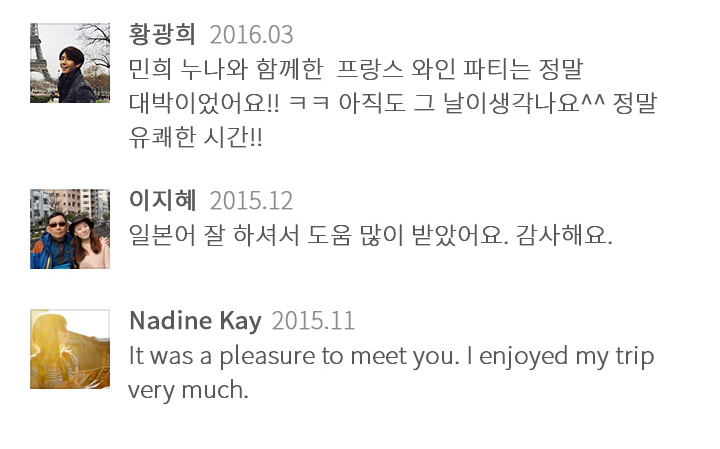 황광희 2016.03
민희 누나와 함께한  프랑스 와인 파티는 정말
대박이었어요!! ㅋㅋ 아직도 그 날이생각나요^^ 정말
유쾌한 시간!!
이지혜 2015.12
일본어 잘 하셔서 도움 많이 받았어요. 감사해요.
Nadine Kay 2015.11
It was a pleasure to meet you. I enjoyed my trip
very much.